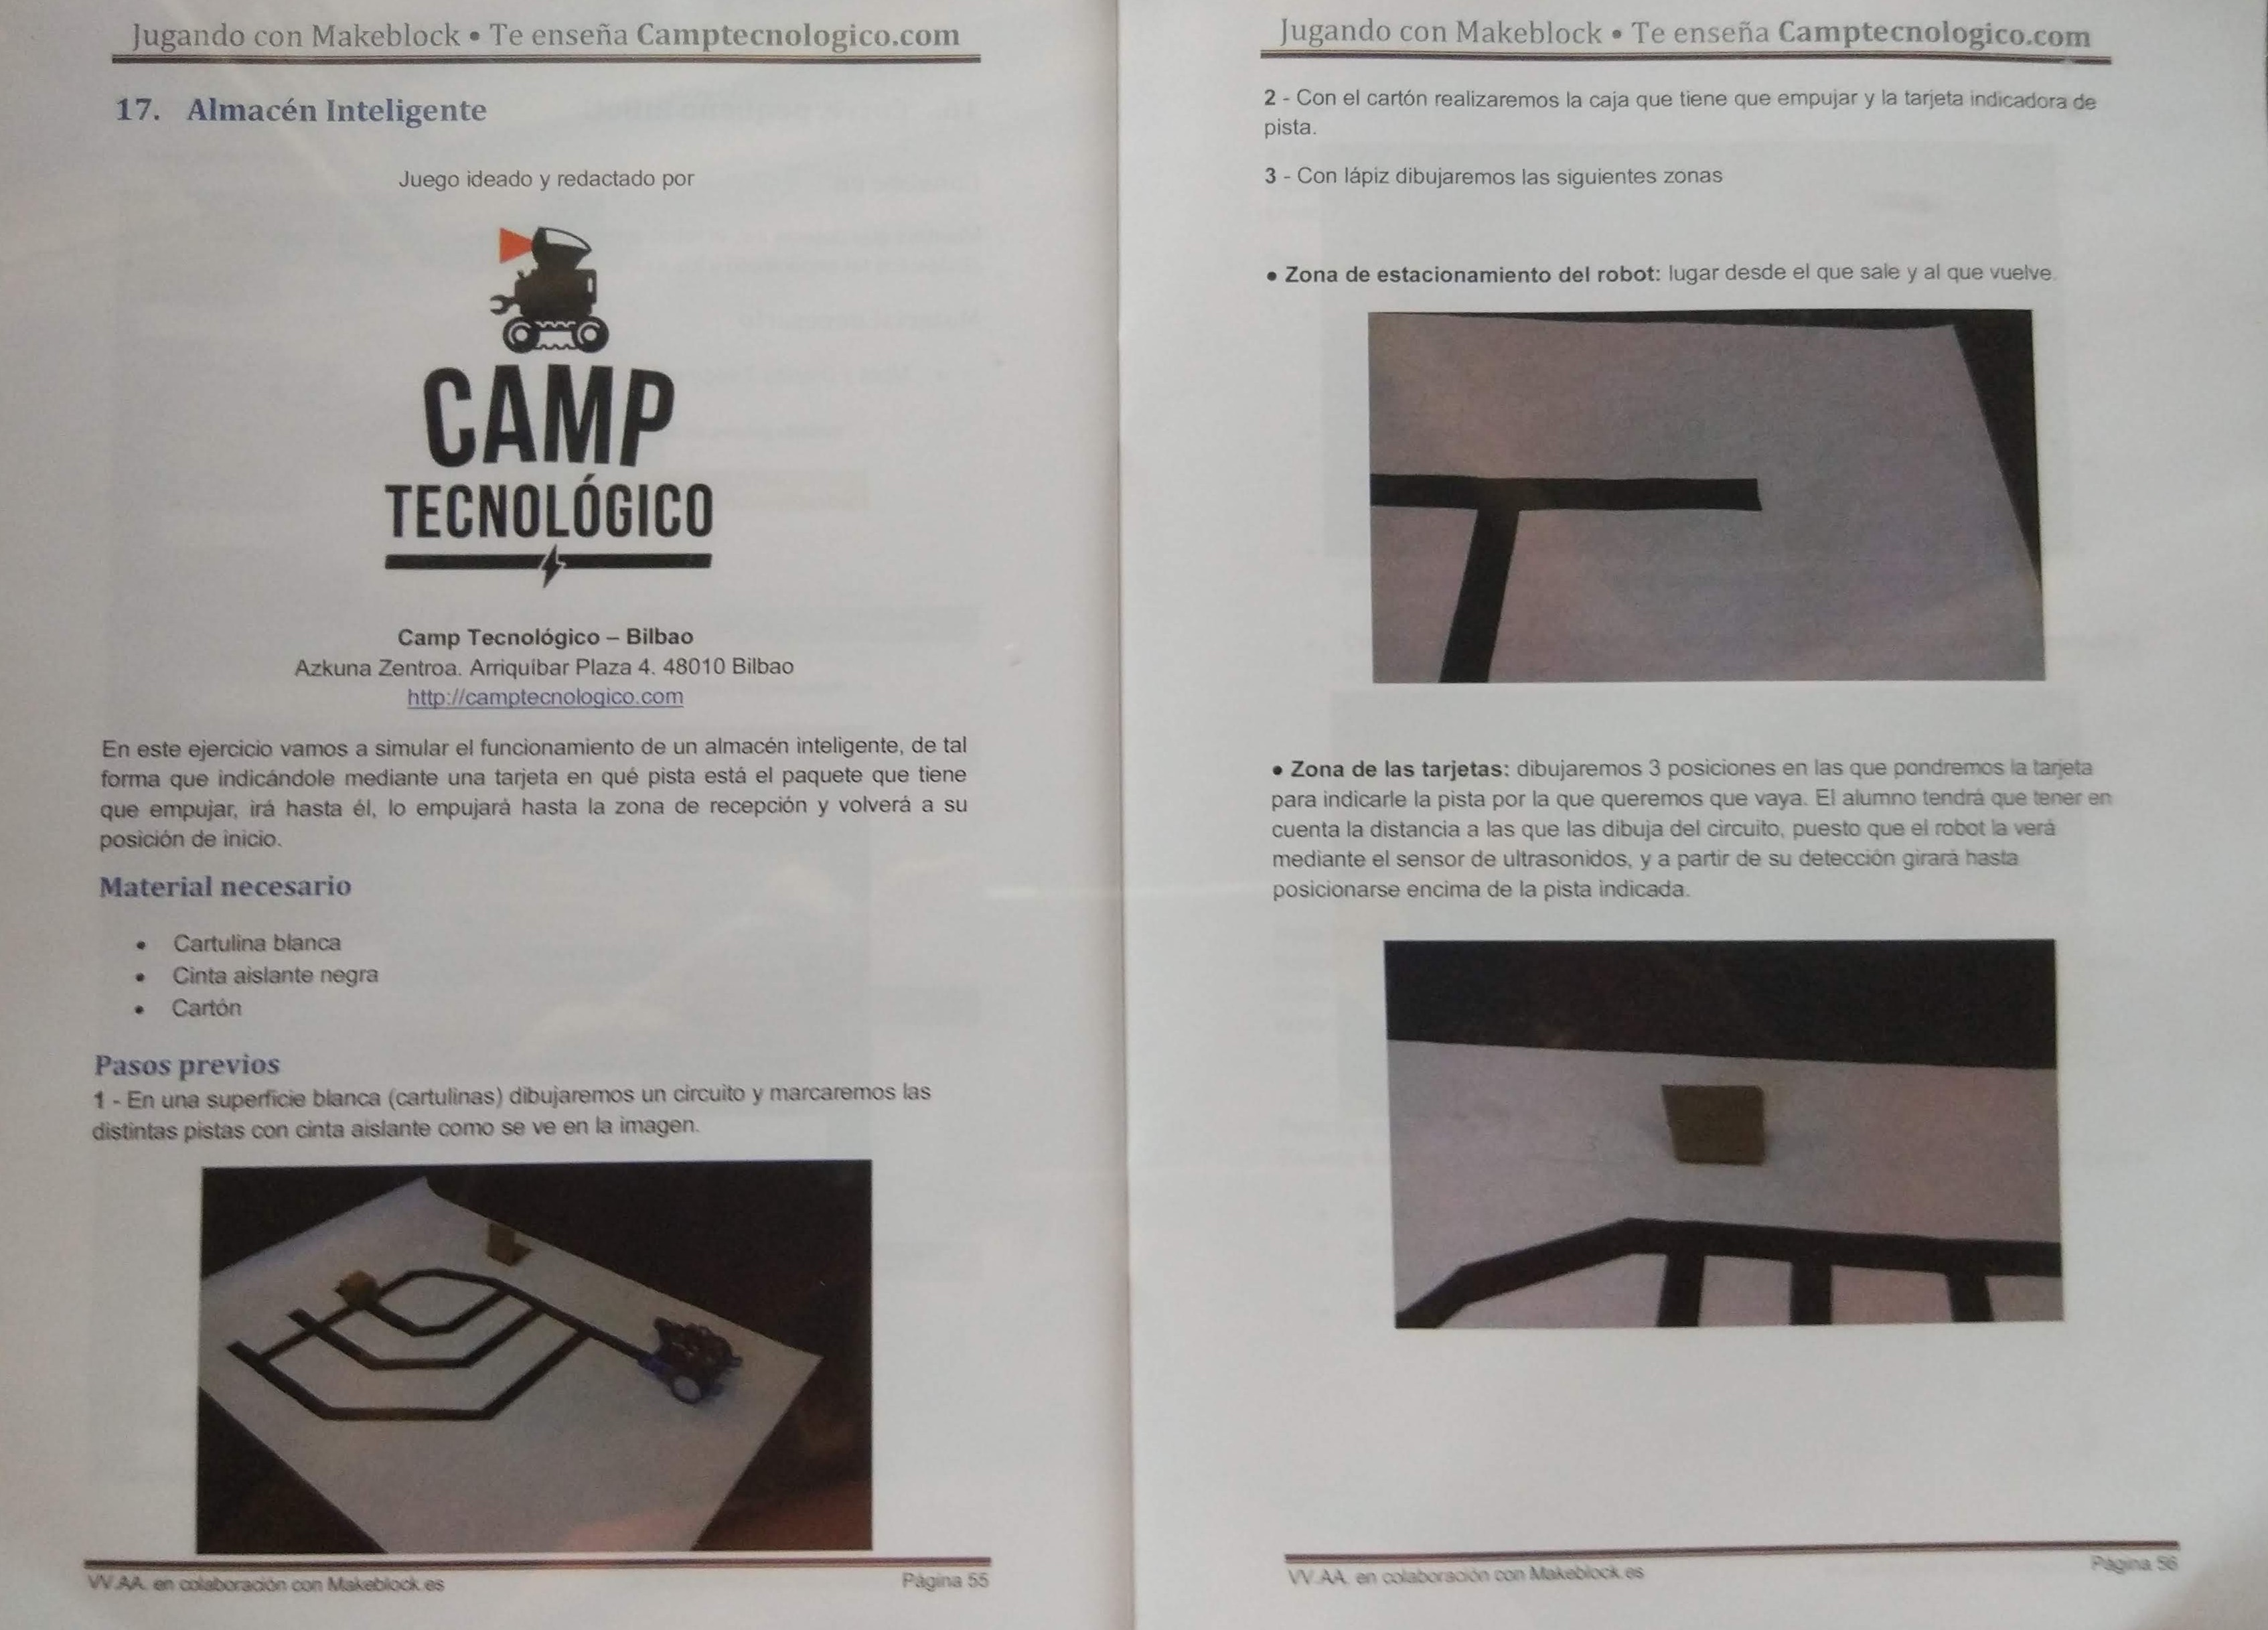 Jugando con Makeblock • Te enseña Camptecnologico.com
17. Almacén Inteligente
Juego ideado y redactado por
CAMP
TECNOLÓGICO
Camp Tecnológico – Bilbao
Azkuna Zentroa. Arriquíbar Plaza 4. 48010 Bilbao
http://camptecnologico.com
En este ejercicio vamos a simular el funcionamiento de un almacén inteligente, de tal
forma que indicándole mediante una tarjeta en qué pista está el paquete que tiene
que empujar, irá hasta él, lo empujará hasta la zona de recepción y volverá a su
posición de inicio.
Material necesario
• Cartulina blanca
• Cinta aislante negra
• Cartón
Pasos previos
1 - En una superficie blanca (cartulinas) dibujaremos un circuito y marcaremos las
distintas pistas con cinta aislante como se ve en la imagen.
VV.AA. en colaboración con Makeblock.es
Página 55
Jugando con Makeblock • Te enseña Camptecnologico.com
2 - Con el cartón realizaremos la caja que tiene que empujar y la tarjeta indicadora de
pista.
3 - Con lápiz dibujaremos las siguientes zonas
• Zona de estacionamiento del robot: lugar desde el que sale y al que vuelve.
• Zona de las tarjetas: dibujaremos 3 posiciones en las que pondremos la tarjeta
para indicarle la pista por la que queremos que vaya. El alumno tendrá que tener en
cuenta la distancia a las que las dibuja del circuito, puesto que el robot la verá
mediante el sensor de ultrasonidos, y a partir de su detección girará hasta
posicionarse encima de la pista indicada.
VV.AA. en colaboración con Makeblock.es
Página 56